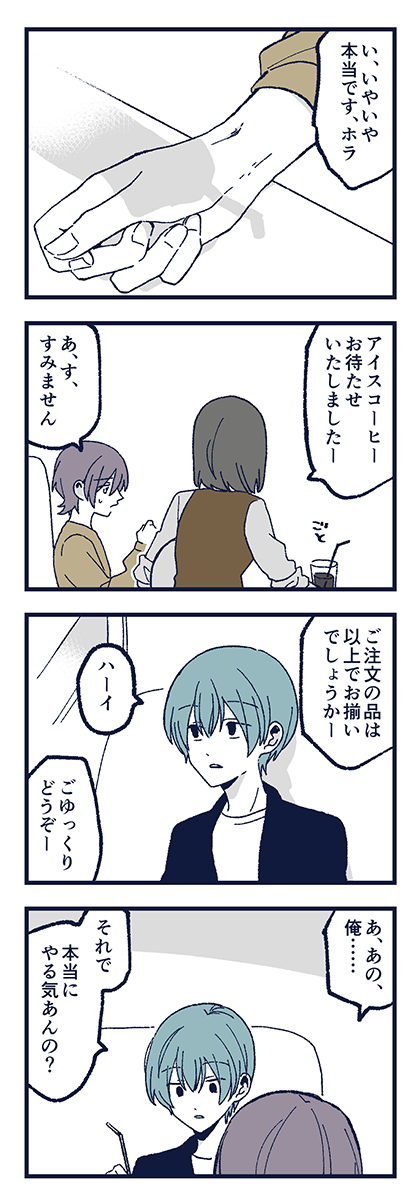 い、いやいや
本当です、ホラ
アイスコーヒー
お待たせ
いたしましたー
ごと
あ、す、
すみません
ご注文の品は
以上でお揃い
でしょうかー
ハーイ
ごゆっくり
どうぞー
あ、あの、
俺……
それで
本当に
やる気あんの？